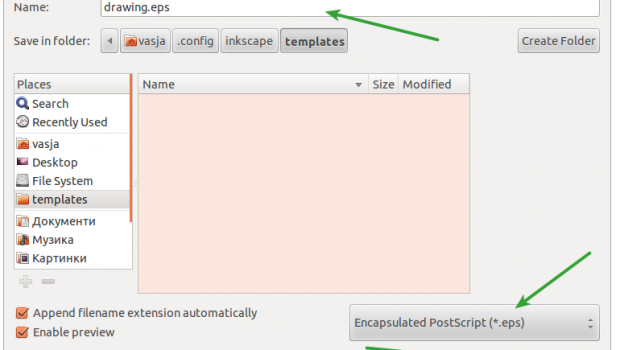 Name: drawing.eps
Save in folder: vasja .config inkscape templates Create Folder
Places Name Size Modified
Search
Recently Used
vasja
Desktop
File System
templates
Документи
Музика
Картинки
Append filename extension automatically
Enable preview
Encapsulated PostScript (*.eps)